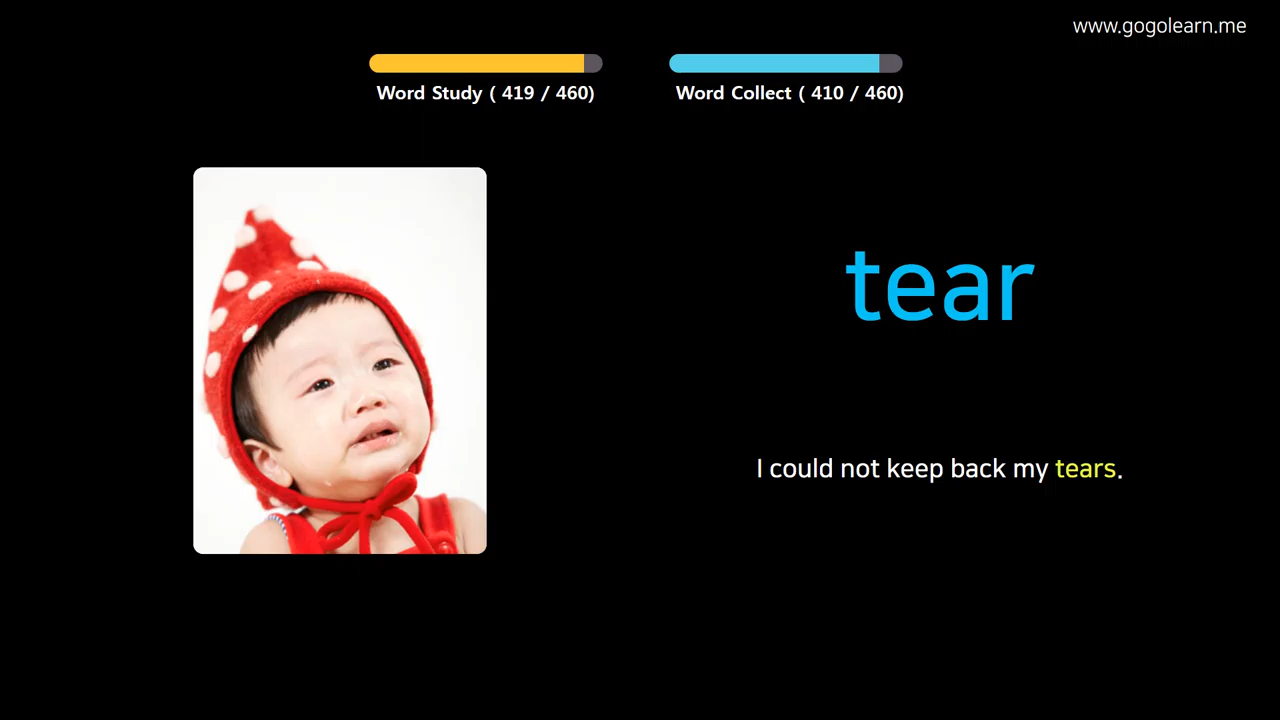 www.gogolearn.me
Word Study ( 419 / 460)
Word Collect ( 410 / 460)
tear
I could not keep back my tears.